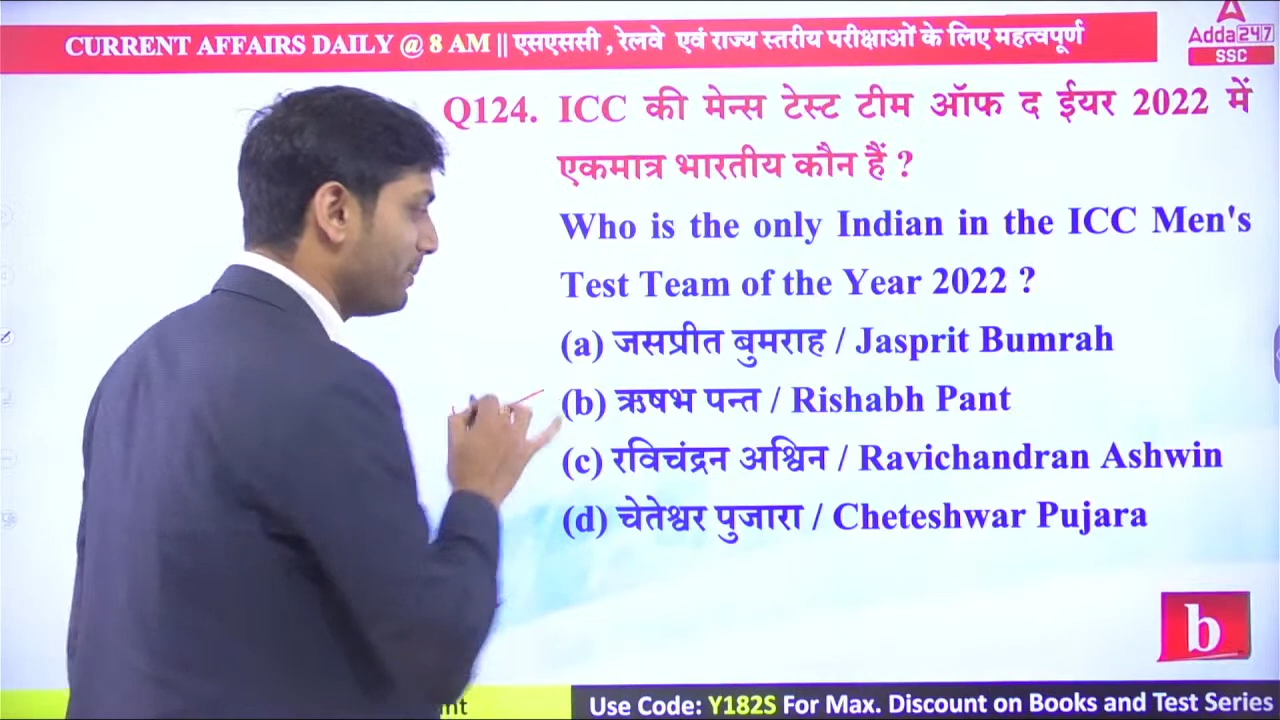 CURRENT AFFAIRS DAILY @ 8 AM || एसएससी , रेलवे एवं राज्य स्तरीय परीक्षाओं के लिए महत्वपूर्ण
Adda247
SSC
Q124. ICC की मेन्स टेस्ट टीम ऑफ द ईयर 2022 में
एकमात्र भारतीय कौन हैं ?
Who is the only Indian in the ICC Men's
Test Team of the Year 2022 ?
(a) जसप्रीत बुमराह / Jasprit Bumrah
(b) ऋषभ पन्त / Rishabh Pant
(c) रविचंद्रन अश्विन / Ravichandran Ashwin
(d) चेतेश्वर पुजारा / Cheteshwar Pujara
b
Use Code: Y182S For Max. Discount on Books and Test Series